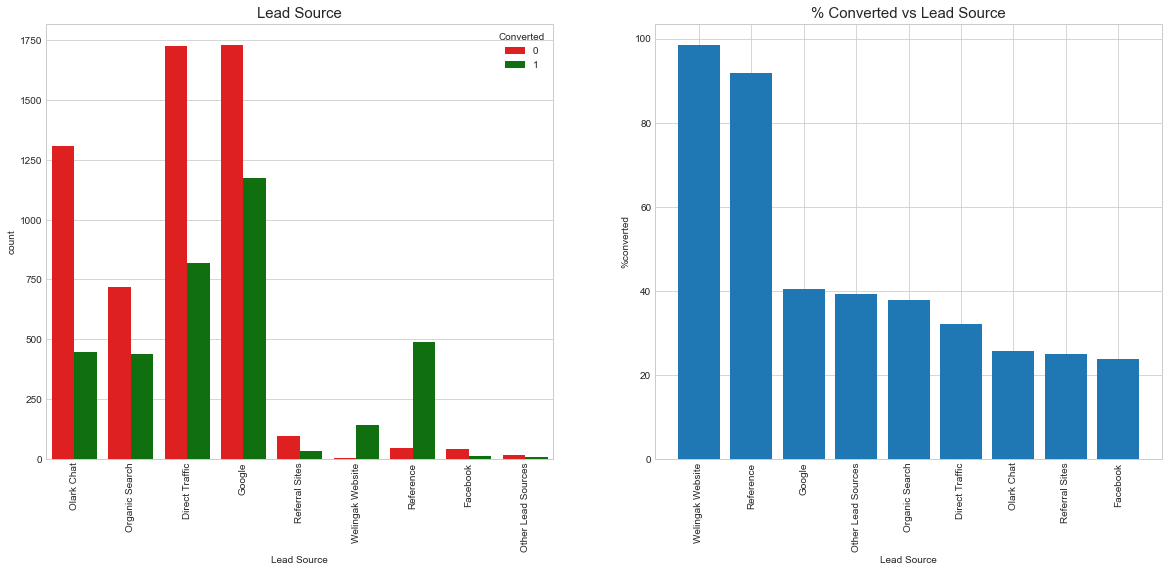 Lead Source
Converted
0
1
1750
1500
1250
1000
750
500
250
0
count
Olark Chat
Organic Search
Direct Traffic
Google
Referral Sites
Welingak Website
Reference
Facebook
Other Lead Sources
Lead Source
% Converted vs Lead Source
100
80
60
40
20
0
%converted
Welingak Website
Reference
Google
Other Lead Sources
Organic Search
Direct Traffic
Olark Chat
Referral Sites
Facebook
Lead Source